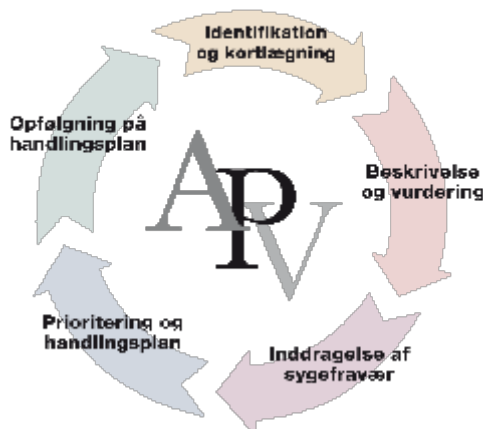 Identifikation
og kortlægning
Beskrivelse
og vurdering
Inddragelse af
sygefravær
Prioritering og
handlingsplan
Opfølgning på
handlingsplan
APV